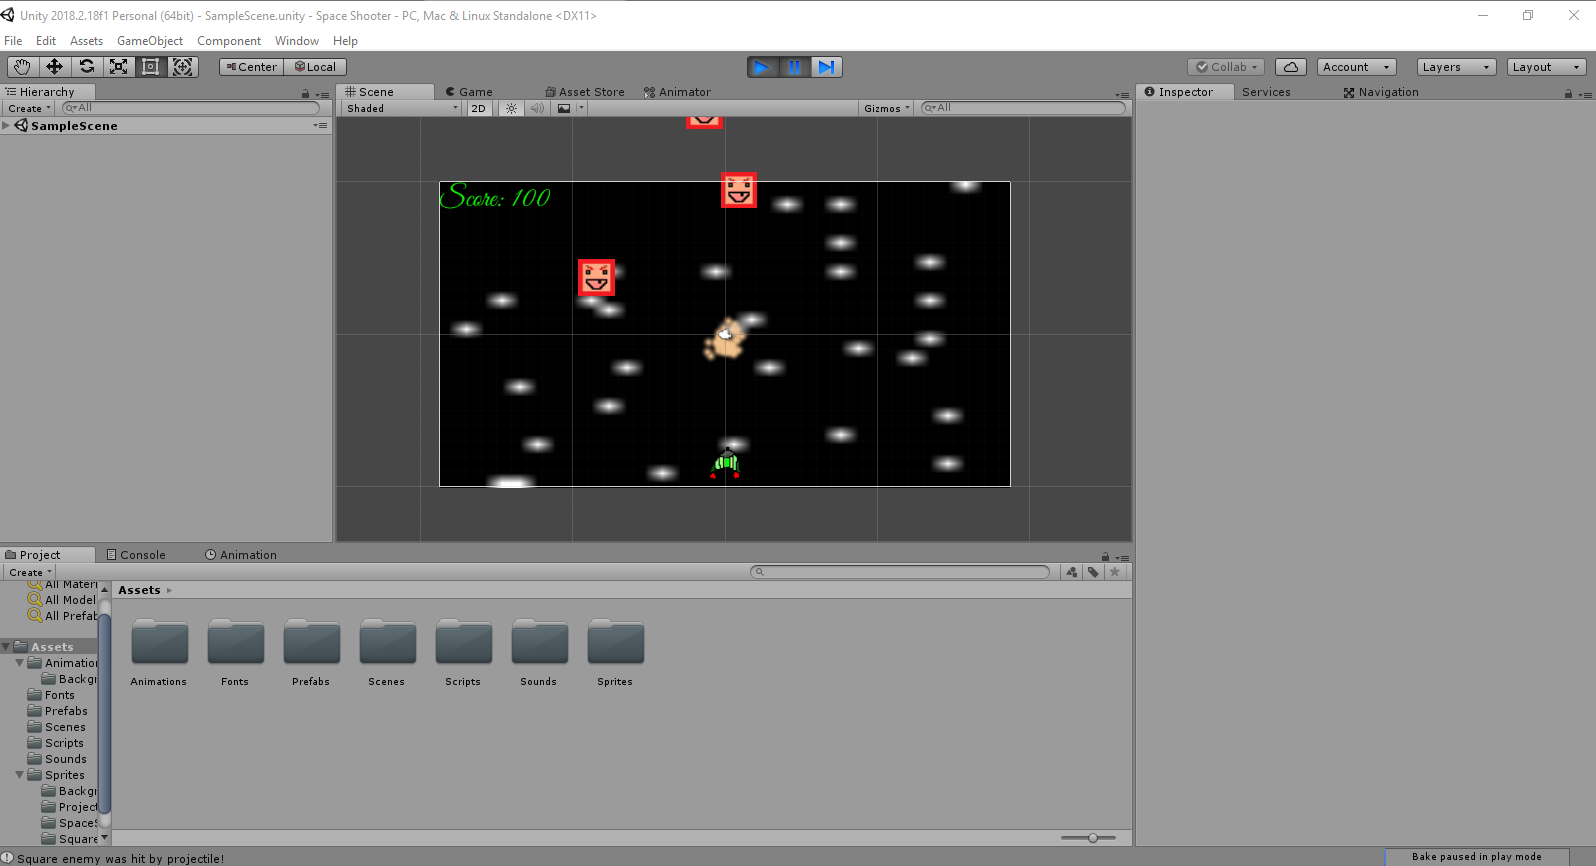 Unity 2018.2.18f1 Personal (64bit) - SampleScene.unity - Space Shooter - PC, Mac & Linux Standalone <DX11>
File Edit Assets GameObject Component Window Help
Center Local Collab Account Layers Layout
Hierarchy
Create All
SampleScene
Scene Game Asset Store Animator
Shaded 2D Gizmos All
Score: 100
Inspector Services Navigation
Project Console Animation
Create
All Materi
All Model
All Prefab
Assets
Animation
Backgr
Fonts
Prefabs
Scenes
Scripts
Sounds
Sprites
Backgr
Project
SpaceS
Square
Assets
Animations Fonts Prefabs Scenes Scripts Sounds Sprites
Square enemy was hit by projectile!
Bake paused in play mode